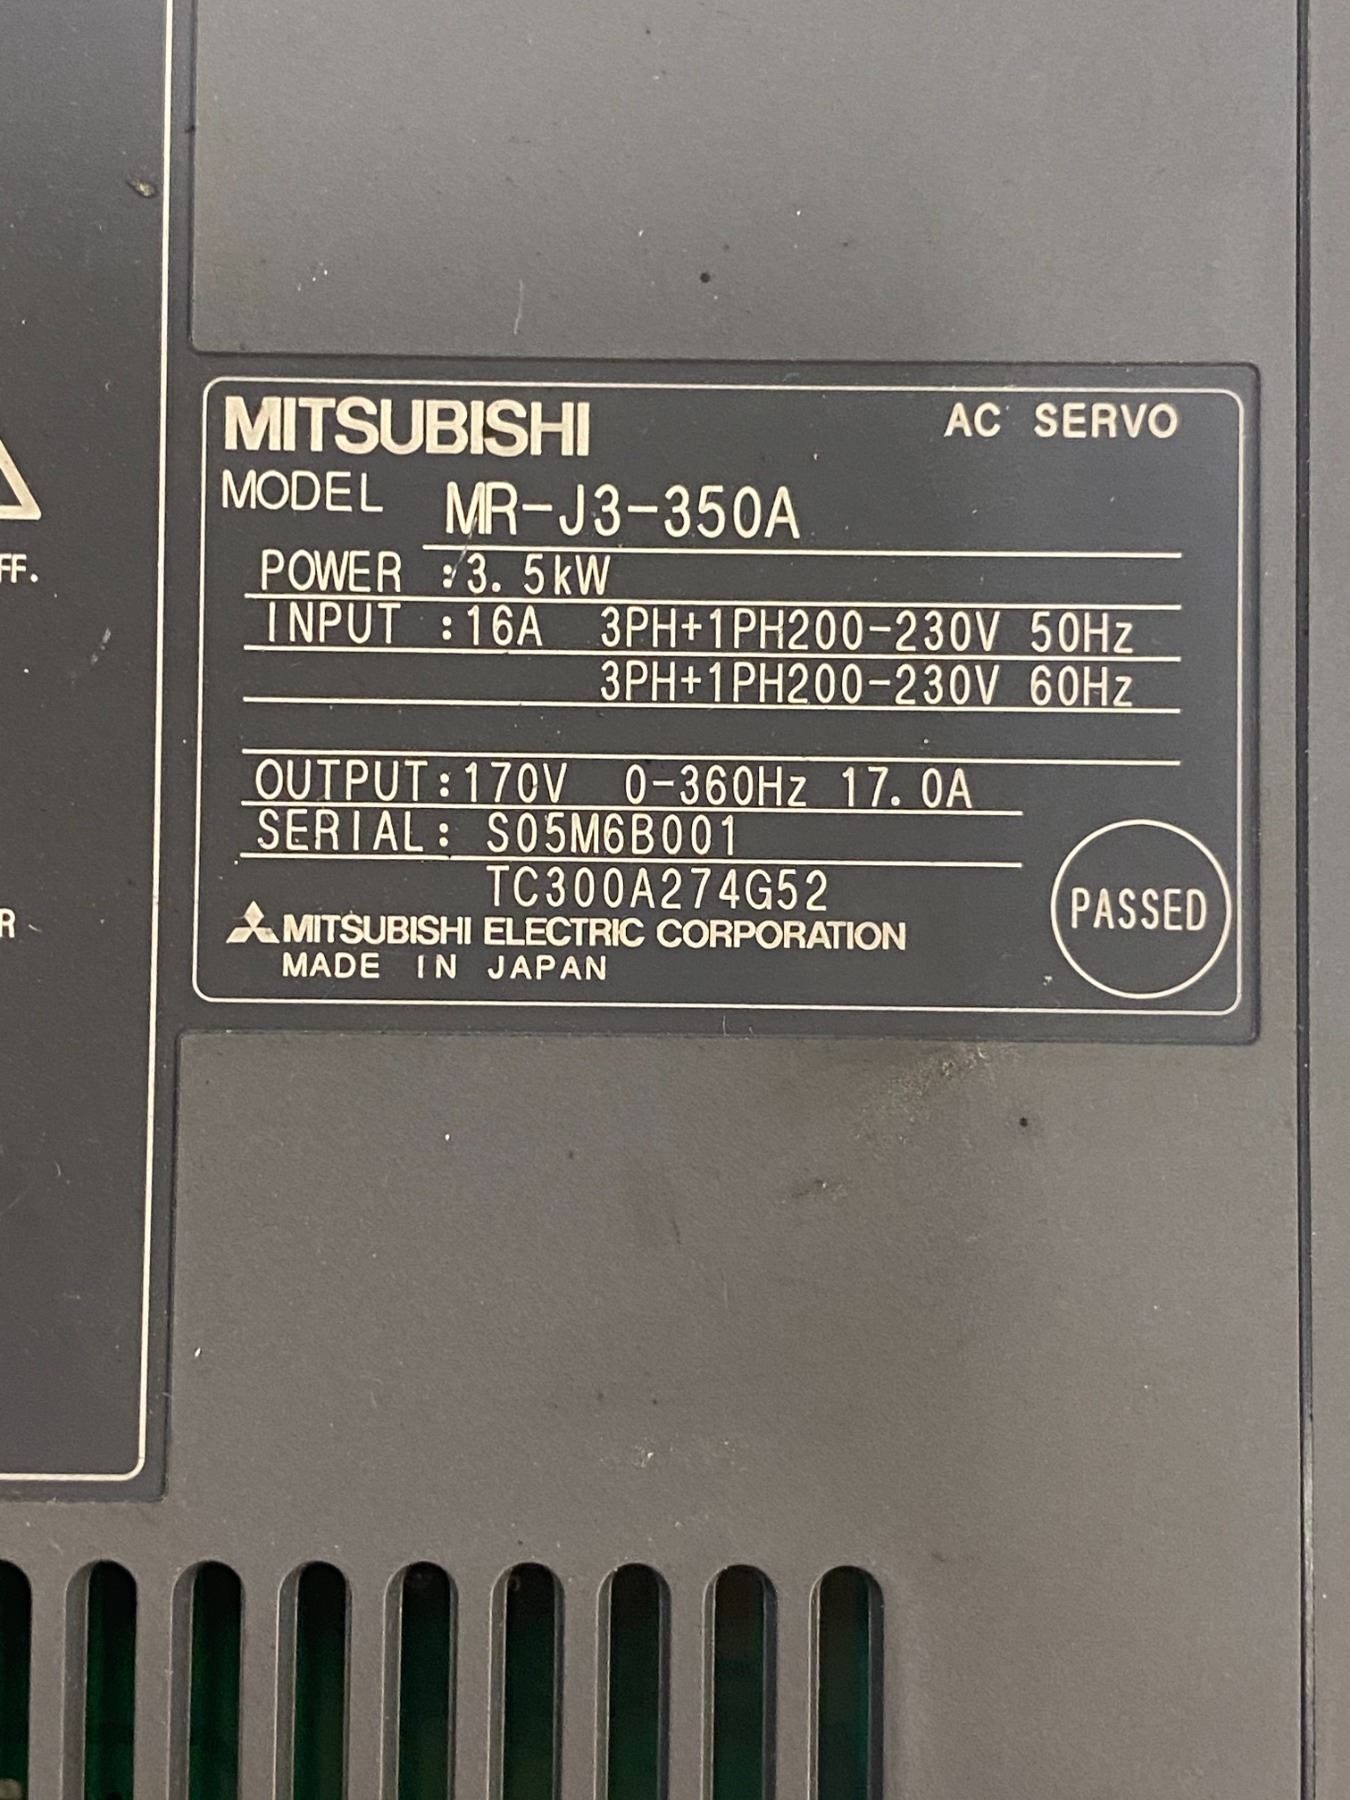 FF.
R
MITSUBISHI AC SERVO
MODEL MR-J3-350A
POWER :3.5kW
INPUT :16A 3PH+1PH200-230V 50Hz
3PH+1PH200-230V 60Hz
OUTPUT:170V 0-360Hz 17.0A
SERIAL: S05M6B001
TC300A274G52
PASSED
MITSUBISHI ELECTRIC CORPORATION
MADE IN JAPAN